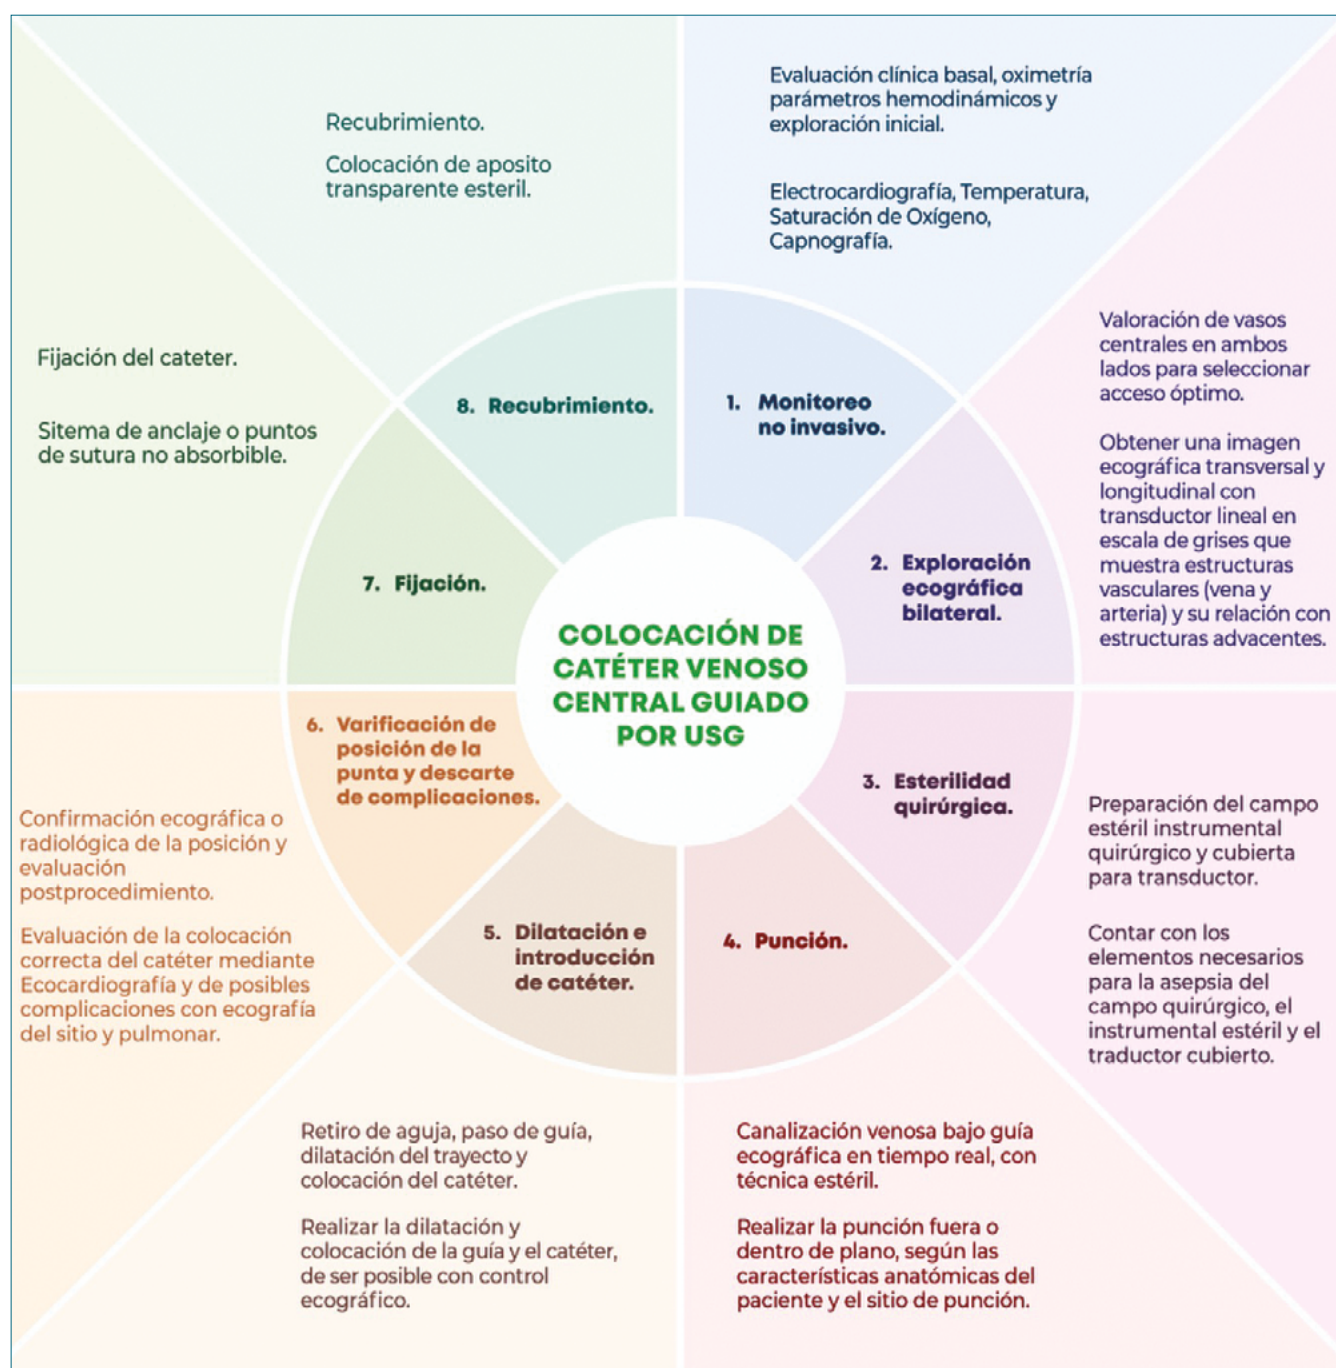 COLOCACIÓN DE
CATÉTER VENOSO
CENTRAL GUIADO
POR USG
1. Monitoreo
no invasivo.
Evaluación clínica basal, oximetría
parámetros hemodinámicos y
exploración inicial.
Electrocardiografía, Temperatura,
Saturación de Oxígeno,
Capnografía.
2. Exploración
ecográfica
bilateral.
Valoración de vasos
centrales en ambos
lados para seleccionar
acceso óptimo.
Obtener una imagen
ecográfica transversal y
longitudinal con
transductor lineal en
escala de grises que
muestra estructuras
vasculares (vena y
arteria) y su relación con
estructuras advacentes.
3. Esterilidad
quirúrgica.
Preparación del campo
estéril instrumental
quirúrgico y cubierta
para transductor.
Contar con los
elementos necesarios
para la asepsia del
campo quirúrgico, el
instrumental estéril y el
traductor cubierto.
4. Punción.
Canalización venosa bajo guía
ecográfica en tiempo real, con
técnica estéril.
Realizar la punción fuera o
dentro de plano, según las
características anatómicas del
paciente y el sitio de punción.
5. Dilatación e
introducción
de catéter.
Retiro de aguja, paso de guía,
dilatación del trayecto y
colocación del catéter.
Realizar la dilatación y
colocación de la guía y el catéter,
de ser posible con control
ecográfico.
6. Varificación de
posición de la
punta y descarte
de complicaciones.
Confirmación ecográfica o
radiológica de la posición y
evaluación
postprocedimiento.
Evaluación de la colocación
correcta del catéter mediante
Ecocardiografía y de posibles
complicaciones con ecografía
del sitio y pulmonar.
7. Fijación.
Fijación del cateter.
Sitema de anclaje o puntos
de sutura no absorbible.
8. Recubrimiento.
Recubrimiento.
Colocación de aposito
transparente esteril.